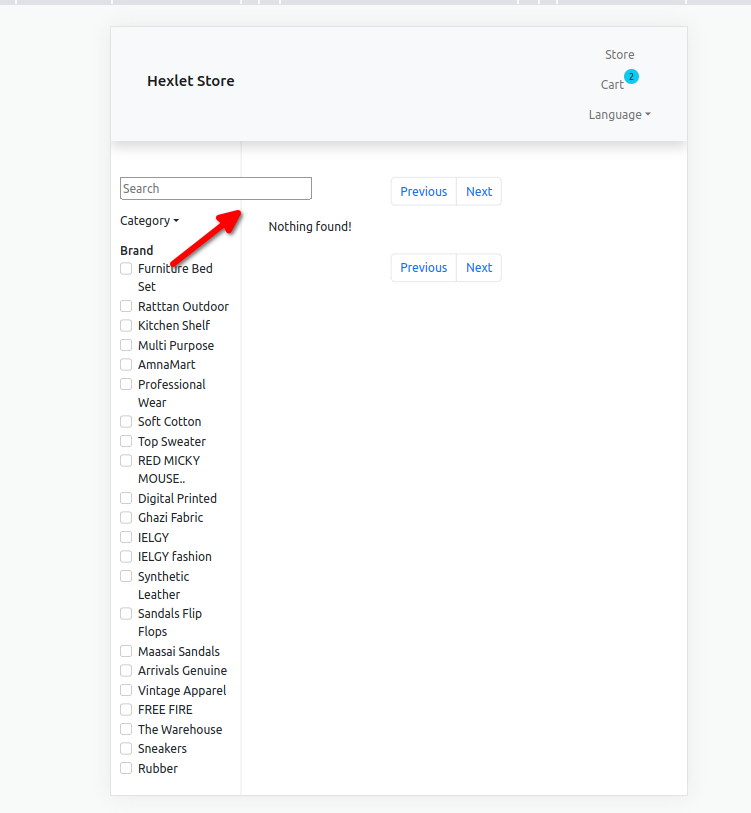 Hexlet Store
Store
Cart 2
Language
Search
Category
Brand
Furniture Bed
Set
Ratttan Outdoor
Kitchen Shelf
Multi Purpose
AmnaMart
Professional
Wear
Soft Cotton
Top Sweater
RED MICKY
MOUSE..
Digital Printed
Ghazi Fabric
IELGY
IELGY fashion
Synthetic
Leather
Sandals Flip
Flops
Maasai Sandals
Arrivals Genuine
Vintage Apparel
FREE FIRE
The Warehouse
Sneakers
Rubber
Previous Next
Nothing found!
Previous Next